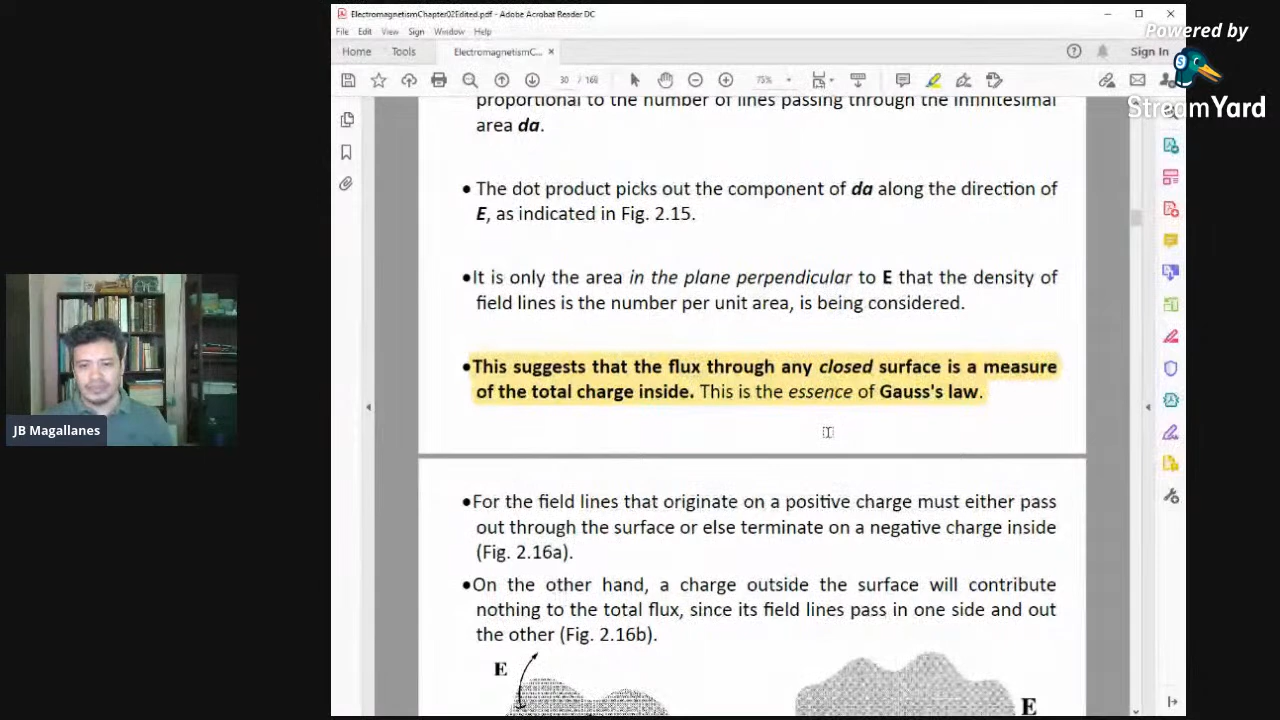 ElectromagnetismChapter02Edited.pdf - Adobe Acrobat Reader DC
File Edit View Sign Window Help
Home Tools ElectromagnetismC... × Sign In
30 / 168 75%
Powered by
StreamYard
proportional to the number of lines passing through the infinitesimal
area da.
• The dot product picks out the component of da along the direction of
E, as indicated in Fig. 2.15.
•It is only the area in the plane perpendicular to E that the density of
field lines is the number per unit area, is being considered.
•This suggests that the flux through any closed surface is a measure
of the total charge inside. This is the essence of Gauss's law.
•For the field lines that originate on a positive charge must either pass
out through the surface or else terminate on a negative charge inside
(Fig. 2.16a).
•On the other hand, a charge outside the surface will contribute
nothing to the total flux, since its field lines pass in one side and out
the other (Fig. 2.16b).
E
E
JB Magallanes